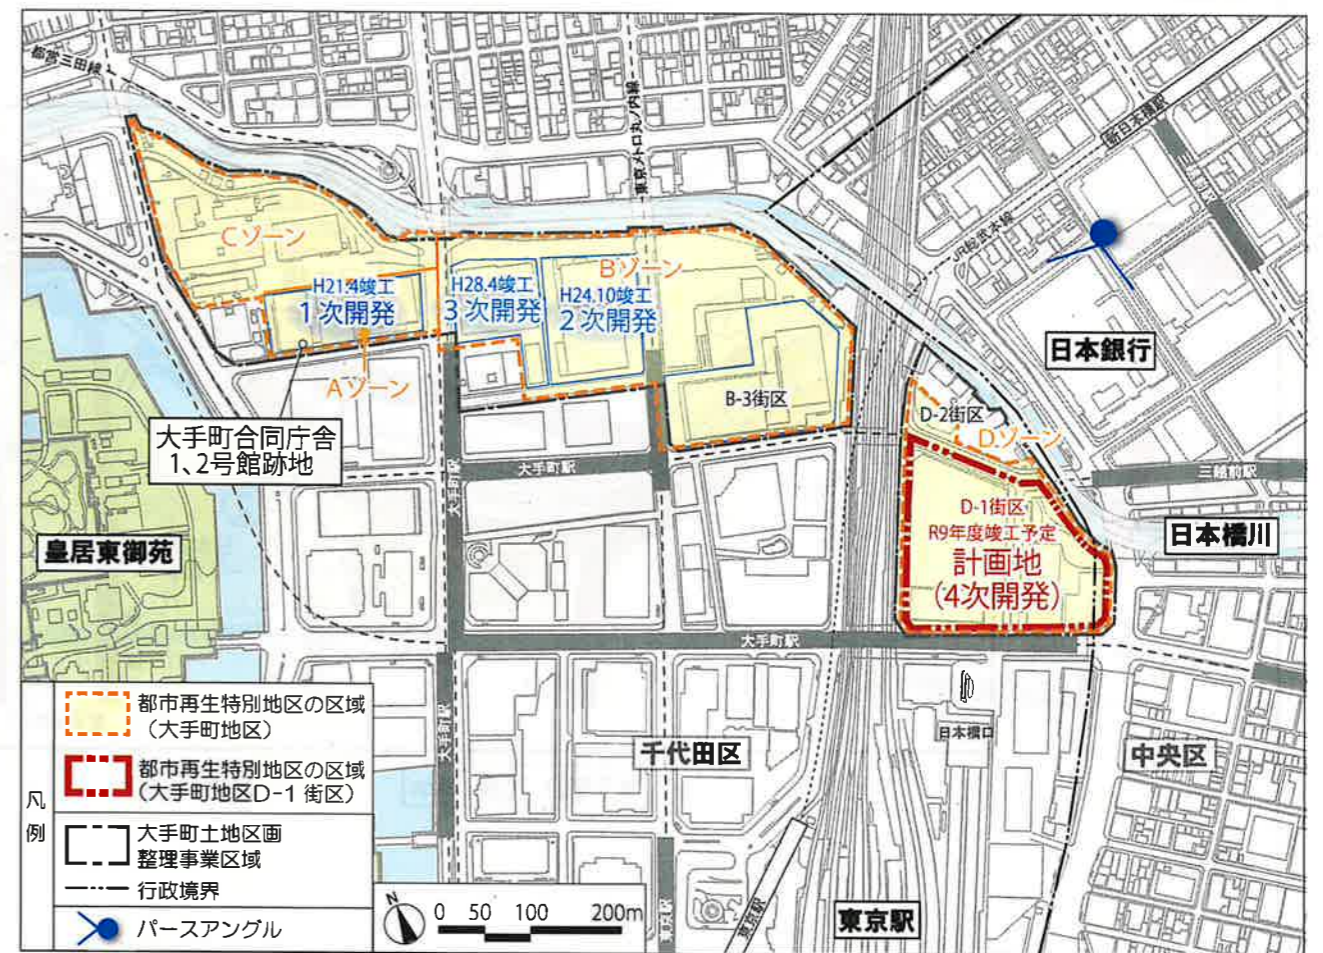 都営三田線
東京メトロ丸ノ内線
新日本橋駅
JR総武本線
Cゾーン
H21.4竣工
1次開発
H28.4竣工
3次開発
Bゾーン
H24.10竣工
2次開発
Aゾーン
B-3街区
日本銀行
D-2街区
Dゾーン
大手町合同庁舎
1、2号館跡地
大手町駅
大手町駅
三越前駅
D-1街区
R9年度竣工予定
計画地
(4次開発)
日本橋川
皇居東御苑
大手町駅
日本橋口
千代田区
中央区
大手町駅
東京駅
東京駅
東京駅
凡例
都市再生特別地区の区域
(大手町地区)
都市再生特別地区の区域
(大手町地区D-1 街区)
大手町土地区画
整理事業区域
行政境界
パースアングル
N
0 50 100 200m